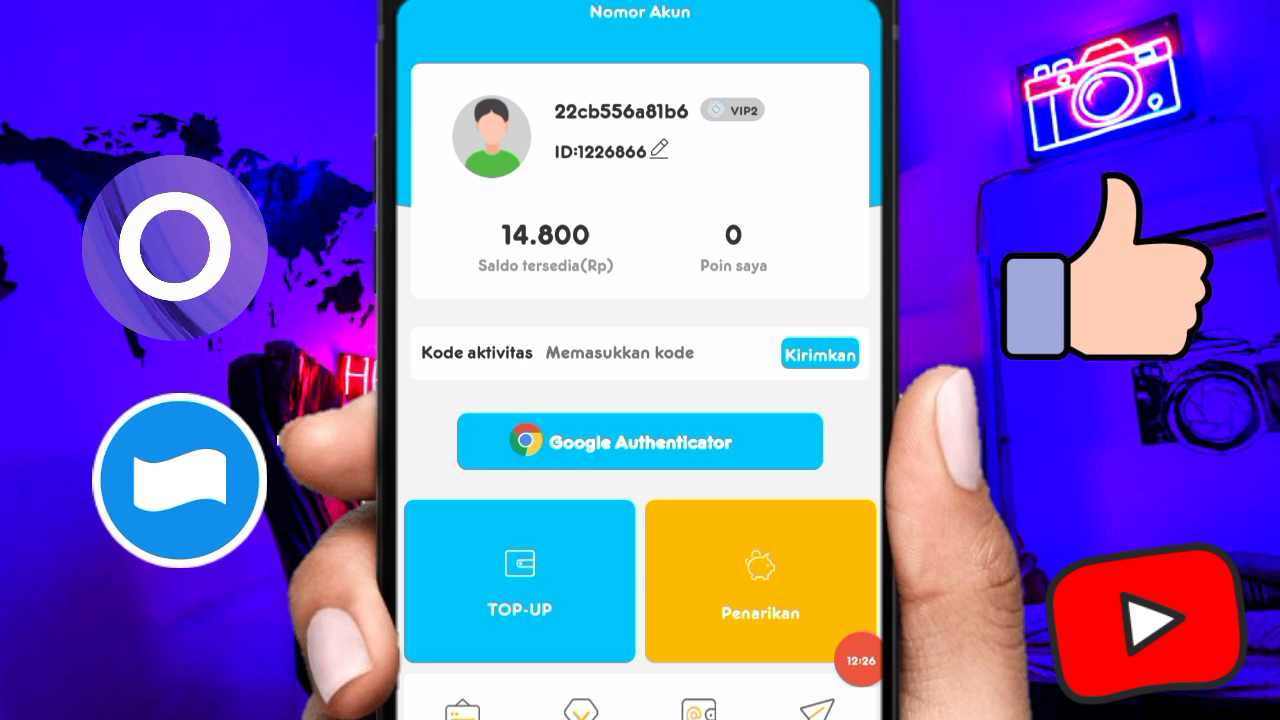 Nomor Akun
22cb556a81b6
VIP2
ID:1226866
14.800
0
Saldo tersedia(Rp)
Poin saya
Kode aktivitas
Memasukkan kode
Kirimkan
Google Authenticator
TOP-UP
Penarikan
12:26